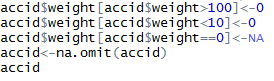 accid$weight[accid$weight>100]<-0
accid$weight[accid$weight<10]<-0
accid$weight[accid$weight==0]<-NA
accid<-na.omit(accid)
accid